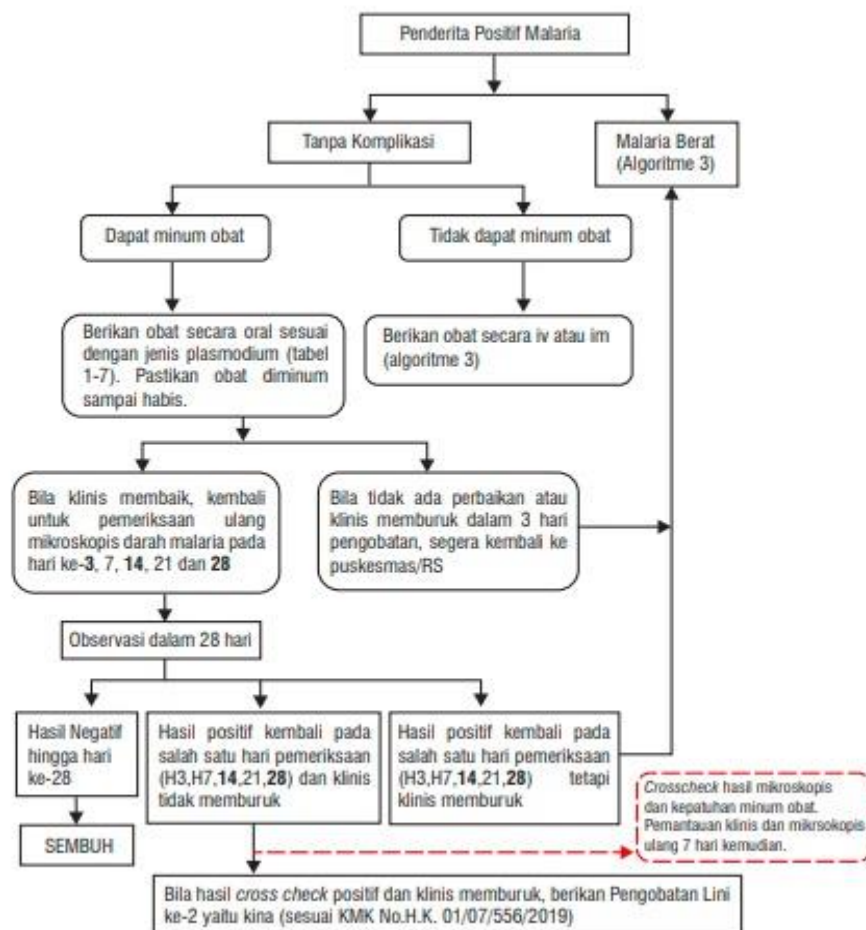 Penderita Positif Malaria
Tanpa Komplikasi
Malaria Berat
(Algoritme 3)
Dapat minum obat
Tidak dapat minum obat
Berikan obat secara oral sesuai
dengan jenis plasmodium (tabel
1-7). Pastikan obat diminum
sampai habis.
Berikan obat secara iv atau im
(algoritme 3)
Bila klinis membaik, kembali
untuk pemeriksaan ulang
mikroskopis darah malaria pada
hari ke-3, 7, 14, 21 dan 28
Bila tidak ada perbaikan atau
klinis memburuk dalam 3 hari
pengobatan, segera kembali ke
puskesmas/RS
Observasi dalam 28 hari
Hasil Negatif
hingga hari
ke-28
Hasil positif kembali pada
salah satu hari pemeriksaan
(H3,H7,14,21,28) dan klinis
tidak memburuk
Hasil positif kembali pada
salah satu hari pemeriksaan
(H3,H7,14,21,28) tetapi
klinis memburuk
Crosscheck hasil mikroskopis
dan kepatuhan minum obat.
Pemantauan klinis dan mikrsokopis
ulang 7 hari kemudian.
SEMBUH
Bila hasil cross check positif dan klinis memburuk, berikan Pengobatan Lini
ke-2 yaitu kina (sesuai KMK No.H.K. 01/07/556/2019)